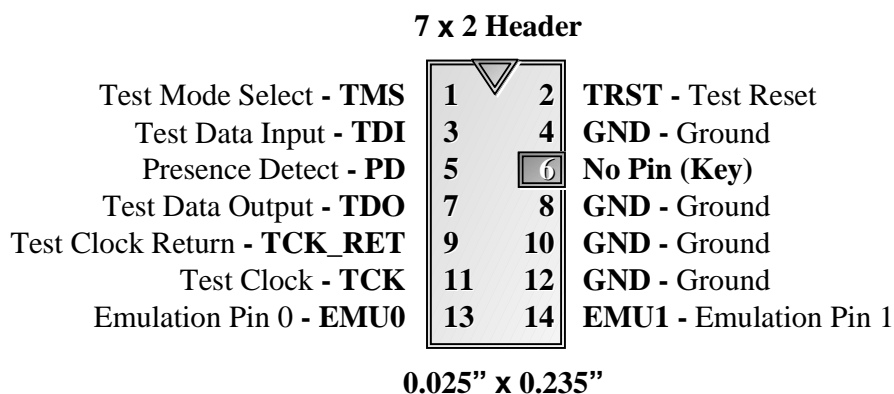 7 x 2 Header
Test Mode Select - TMS 1 2 TRST - Test Reset
Test Data Input - TDI 3 4 GND - Ground
Presence Detect - PD 5 6 No Pin (Key)
Test Data Output - TDO 7 8 GND - Ground
Test Clock Return - TCK_RET 9 10 GND - Ground
Test Clock - TCK 11 12 GND - Ground
Emulation Pin 0 - EMU0 13 14 EMU1 - Emulation Pin 1
0.025” x 0.235”